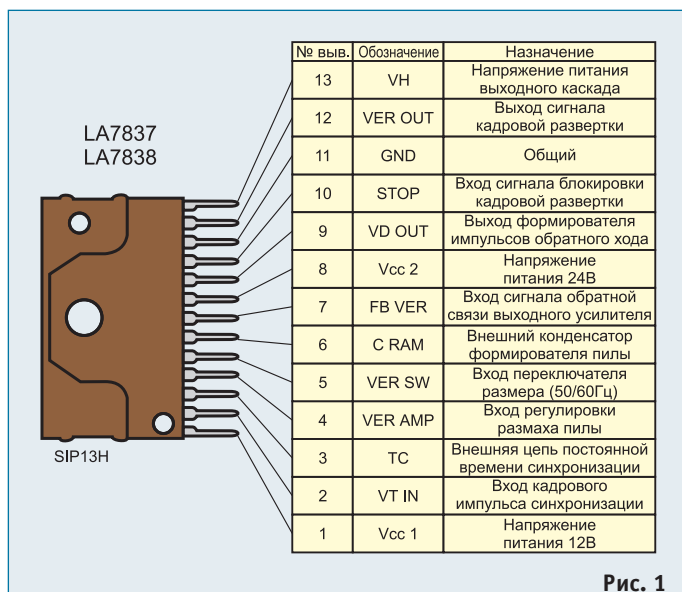 LA7837
LA7838
SIP13H
№ выв. Обозначение Назначение
13 VH Напряжение питания
выходного каскада
12 VER OUT Выход сигнала
кадровой развертки
11 GND Общий
10 STOP Вход сигнала блокировки
кадровой развертки
9 VD OUT Выход формирователя
импульсов обратного хода
8 Vcc 2 Напряжение
питания 24В
7 FB VER Вход сигнала обратной
связи выходного усилителя
6 C RAM Внешний конденсатор
формирователя пилы
5 VER SW Вход переключателя
размера (50/60Гц)
4 VER AMP Вход регулировки
размаха пилы
3 TC Внешняя цепь постоянной
времени синхронизации
2 VT IN Вход кадрового
импульса синхронизации
1 Vcc 1 Напряжение
питания 12В
Рис. 1